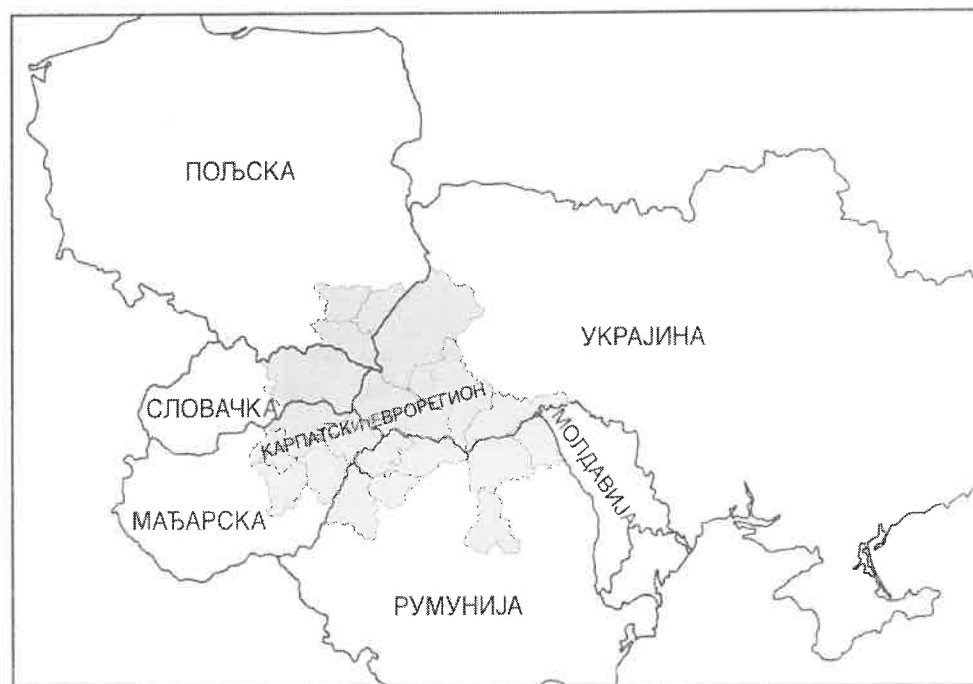 ПОЉСКА
УКРАЈИНА
СЛОВАЧКА
КАРПАТСКИ ЕВРОРЕГИОН
МОЛДАВИЈА
МАЂАРСКА
РУМУНИЈА